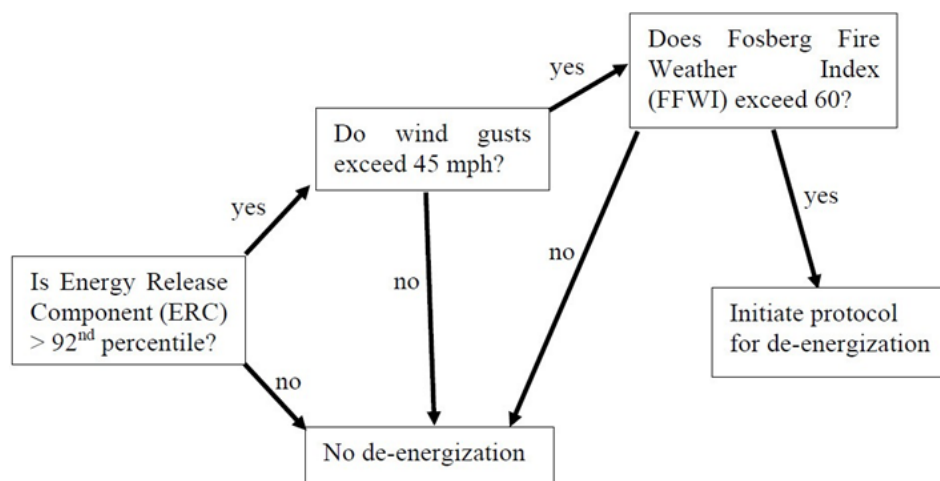 Is Energy Release
Component (ERC)
> 92nd percentile?
yes
no
Do wind gusts
exceed 45 mph?
yes
no
Does Fosberg Fire
Weather Index
(FFWI) exceed 60?
no
yes
Initiate protocol
for de-energization
No de-energization